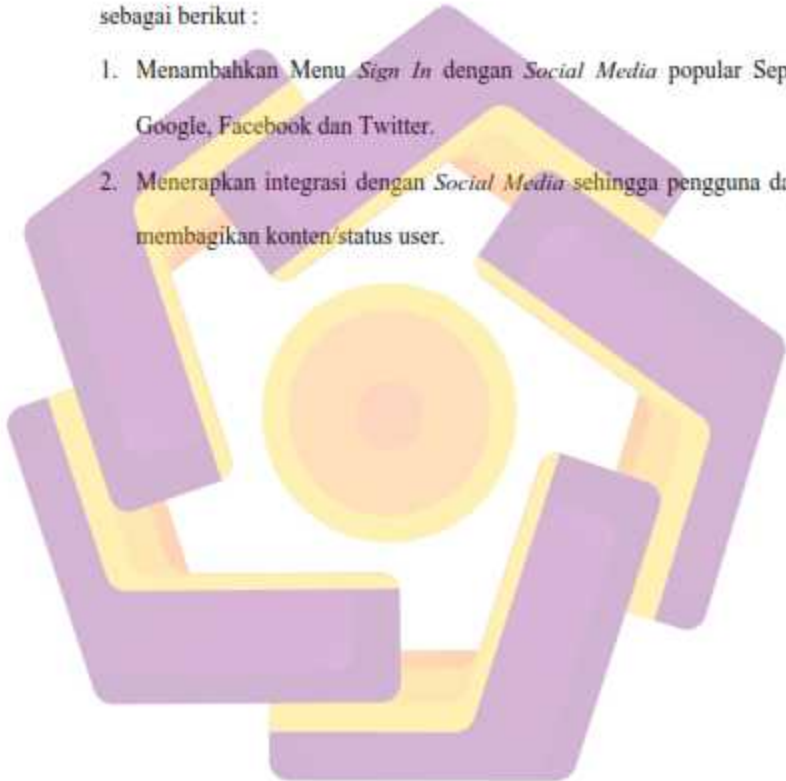 sebagai berikut :
1. Menambahkan Menu Sign In dengan Social Media popular Sep
Google, Facebook dan Twitter.
2. Menerapkan integrasi dengan Social Media sehingga pengguna da
membagikan konten/status user.